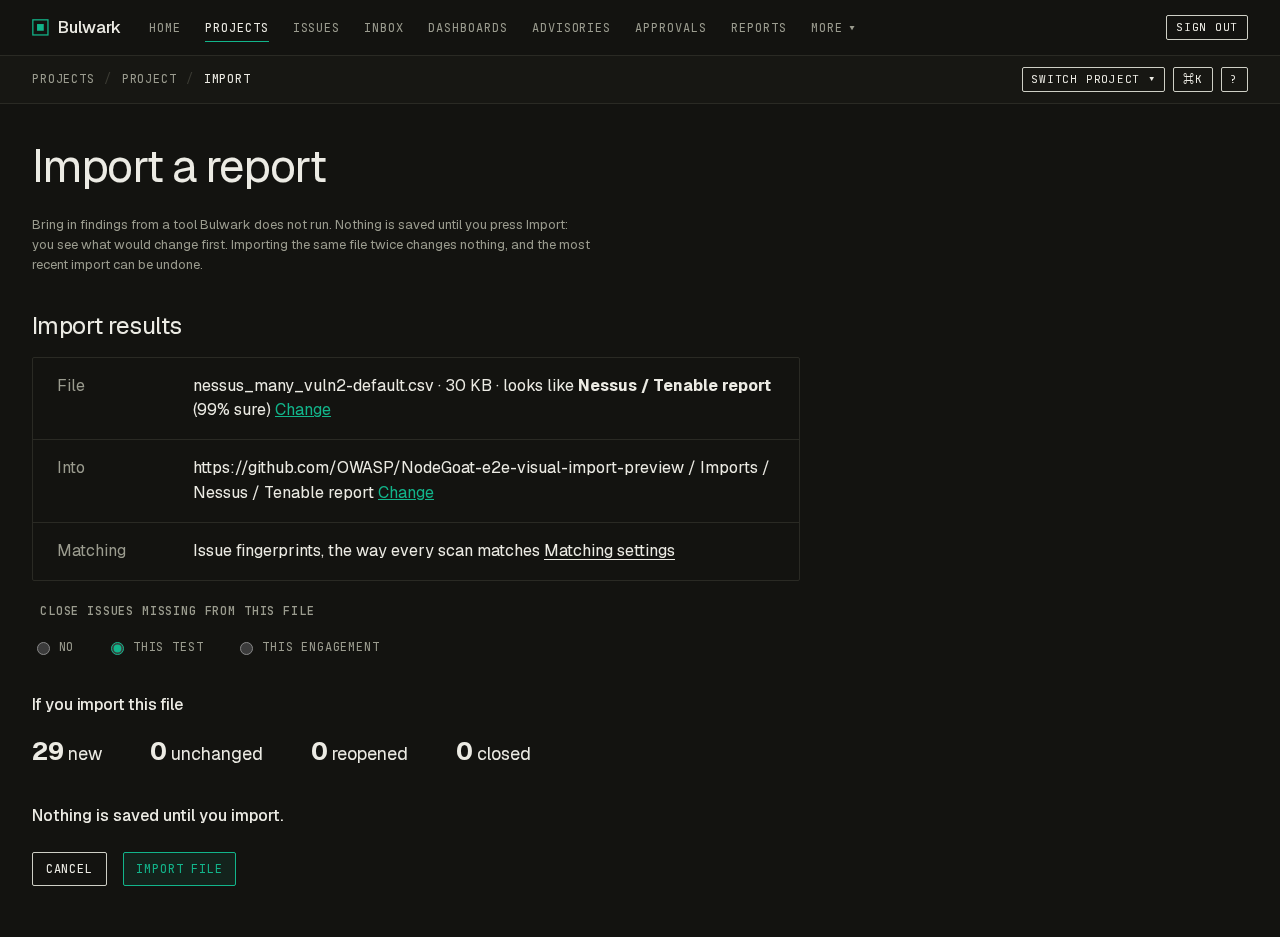 Bulwark HOME PROJECTS ISSUES INBOX DASHBOARDS ADVISORIES APPROVALS REPORTS MORE ▾ SIGN OUT
PROJECTS / PROJECT / IMPORT SWITCH PROJECT ▾ ⌘K ?
Import a report
Bring in findings from a tool Bulwark does not run. Nothing is saved until you press Import:
you see what would change first. Importing the same file twice changes nothing, and the most
recent import can be undone.
Import results
File nessus_many_vuln2-default.csv · 30 KB · looks like Nessus / Tenable report
(99% sure) Change
Into https://github.com/OWASP/NodeGoat-e2e-visual-import-preview / Imports /
Nessus / Tenable report Change
Matching Issue fingerprints, the way every scan matches Matching settings
CLOSE ISSUES MISSING FROM THIS FILE
NO THIS TEST THIS ENGAGEMENT
If you import this file
29 new 0 unchanged 0 reopened 0 closed
Nothing is saved until you import.
CANCEL IMPORT FILE